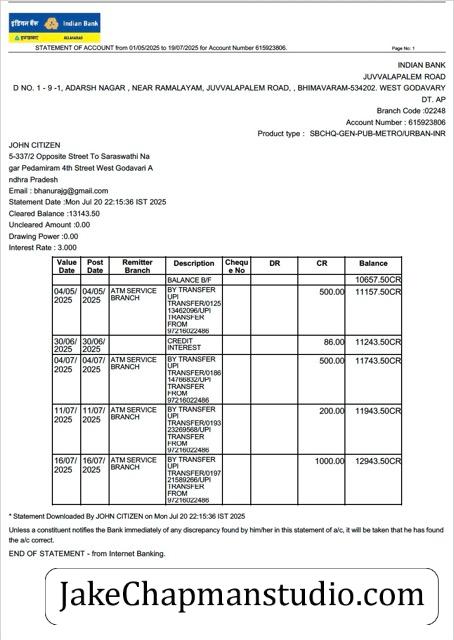 इंडियन बैंक Indian Bank
इलाहाबाद ALLAHABAD
STATEMENT OF ACCOUNT from 01/05/2025 to 19/07/2025 for Account Number 615923806.
Page No: 1
INDIAN BANK
JUVVALAPALEM ROAD
D NO. 1 - 9 -1, ADARSH NAGAR , NEAR RAMALAYAM, JUVVALAPALEM ROAD, , BHIMAVARAM-534202. WEST GODAVARY
DT. AP
Branch Code :02248
Account Number : 615923806
Product type : SBCHQ-GEN-PUB-METRO/URBAN-INR
JOHN CITIZEN
5-337/2 Opposite Street To Saraswathi Na
gar Pedamiram 4th Street West Godavari A
ndhra Pradesh
Email : bhanurajg@gmail.com
Statement Date :Mon Jul 20 22:15:36 IST 2025
Cleared Balance :13143.50
Uncleared Amount :0.00
Drawing Power :0.00
Interest Rate : 3.000
Value Date Post Date Remitter Branch Description Chequ e No DR CR Balance
BALANCE B/F 10657.50CR
04/05/ 04/05/ ATM SERVICE BY TRANSFER 500.00 11157.50CR
2025 2025 BRANCH UPI
TRANSFER/0125
13462096/UPI
TRANSFER
FROM
97216022486
30/06/ 30/06/ CREDIT 86.00 11243.50CR
2025 2025 INTEREST
04/07/ 04/07/ ATM SERVICE BY TRANSFER 500.00 11743.50CR
2025 2025 BRANCH UPI
TRANSFER/0186
14766832/UPI
TRANSFER
FROM
97216022486
11/07/ 11/07/ ATM SERVICE BY TRANSFER 200.00 11943.50CR
2025 2025 BRANCH UPI
TRANSFER/0193
23269568/UPI
TRANSFER
FROM
97216022486
16/07/ 16/07/ ATM SERVICE BY TRANSFER 1000.00 12943.50CR
2025 2025 BRANCH UPI
TRANSFER/0197
21589266/UPI
TRANSFER
FROM
97216022486
* Statement Downloaded By JOHN CITIZEN on Mon Jul 20 22:15:36 IST 2025
Unless a constituent notifies the Bank immediately of any discrepancy found by him/her in this statement of a/c, it will be taken that he has found
the a/c correct.
END OF STATEMENT - from Internet Banking.
JakeChapmanstudio.com